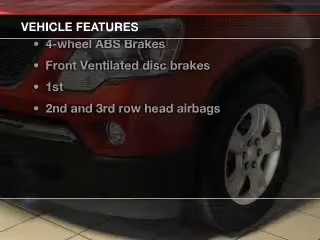 VEHICLE FEATURES
• 4-wheel ABS Brakes
• Front Ventilated disc brakes
• 1st
• 2nd and 3rd row head airbags